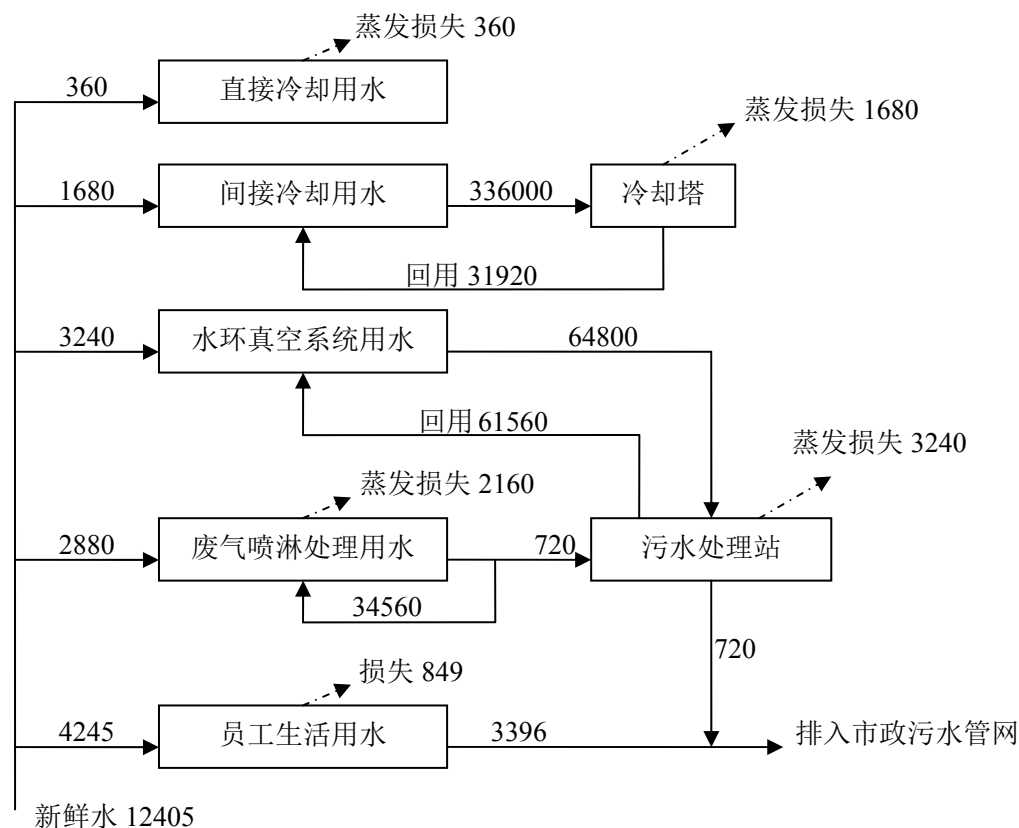 蒸发损失 360
360
直接冷却用水
蒸发损失 1680
1680
间接冷却用水
336000
冷却塔
回用 31920
3240
水环真空系统用水
64800
回用 61560
蒸发损失 3240
蒸发损失 2160
2880
废气喷淋处理用水
720
污水处理站
34560
720
损失 849
4245
员工生活用水
3396
排入市政污水管网
新鲜水 12405